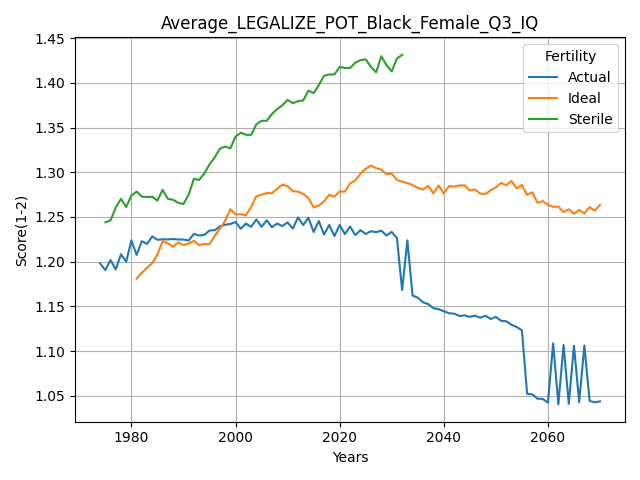 Average_LEGALIZE_POT_Black_Female_Q3_IQ
Fertility
Actual
Ideal
Sterile
Score(1-2)
1.45
1.40
1.35
1.30
1.25
1.20
1.15
1.10
1.05
1980
2000
2020
2040
2060
Years